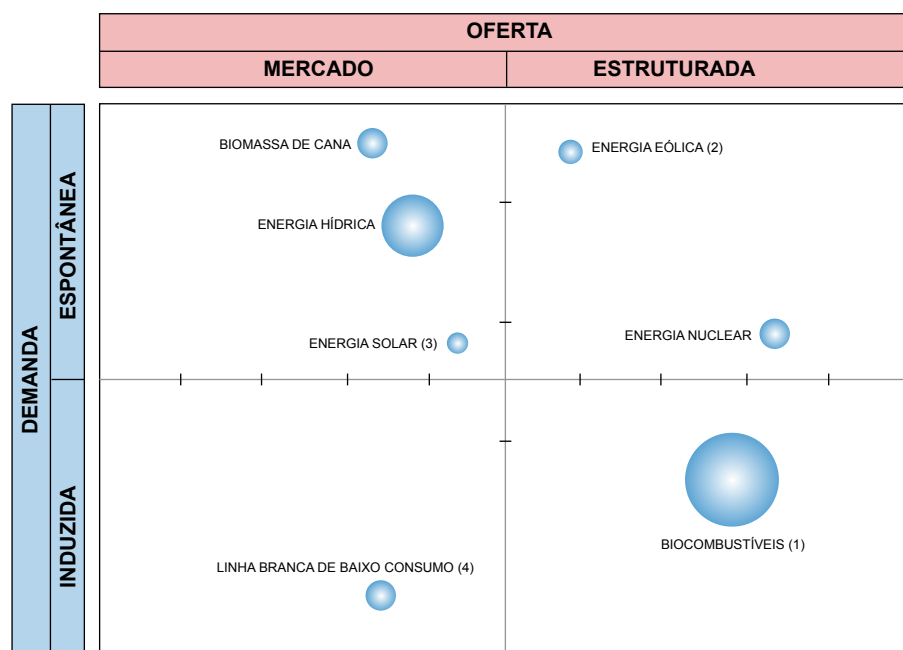 OFERTA
MERCADO
ESTRUTURADA
DEMANDA
ESPONTÂNEA
INDUZIDA
BIOMASSA DE CANA
ENERGIA EÓLICA (2)
ENERGIA HÍDRICA
ENERGIA SOLAR (3)
ENERGIA NUCLEAR
BIOCOMBUSTÍVEIS (1)
LINHA BRANCA DE BAIXO CONSUMO (4)